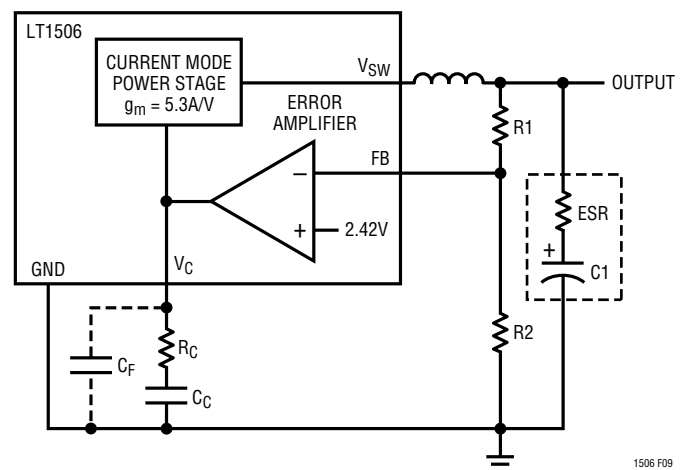 LT1506
CURRENT MODE
POWER STAGE
gm = 5.3A/V
VSW
OUTPUT
ERROR
AMPLIFIER
R1
FB
–
+
2.42V
ESR
+
C1
GND
VC
R2
RC
CF
CC
1506 F09